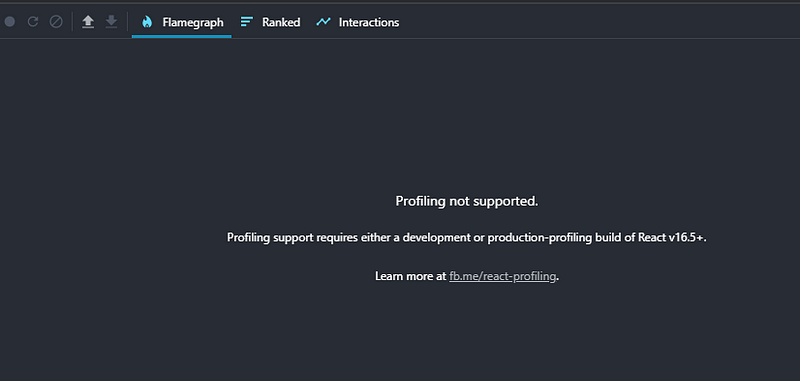 Flamegraph Ranked Interactions
Profiling not supported.
Profiling support requires either a development or production-profiling build of React v16.5+.
Learn more at fb.me/react-profiling.